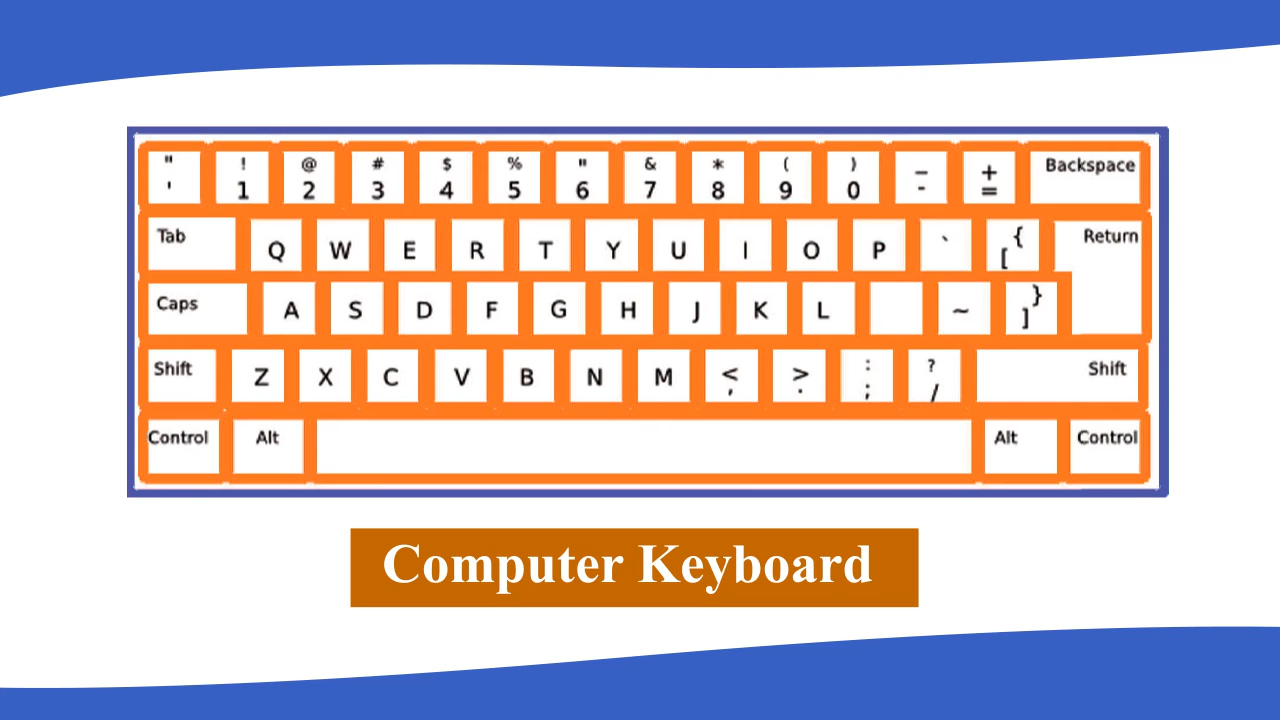 " ! @ # $ % " & * ( ) _ +
' 1 2 3 4 5 6 7 8 9 0 - = Backspace
Tab Q W E R T Y U I O P ` { [ Return
Caps A S D F G H J K L ~ } ]
Shift Z X C V B N M < , > . : ; ? / Shift
Control Alt Alt Control
Computer Keyboard